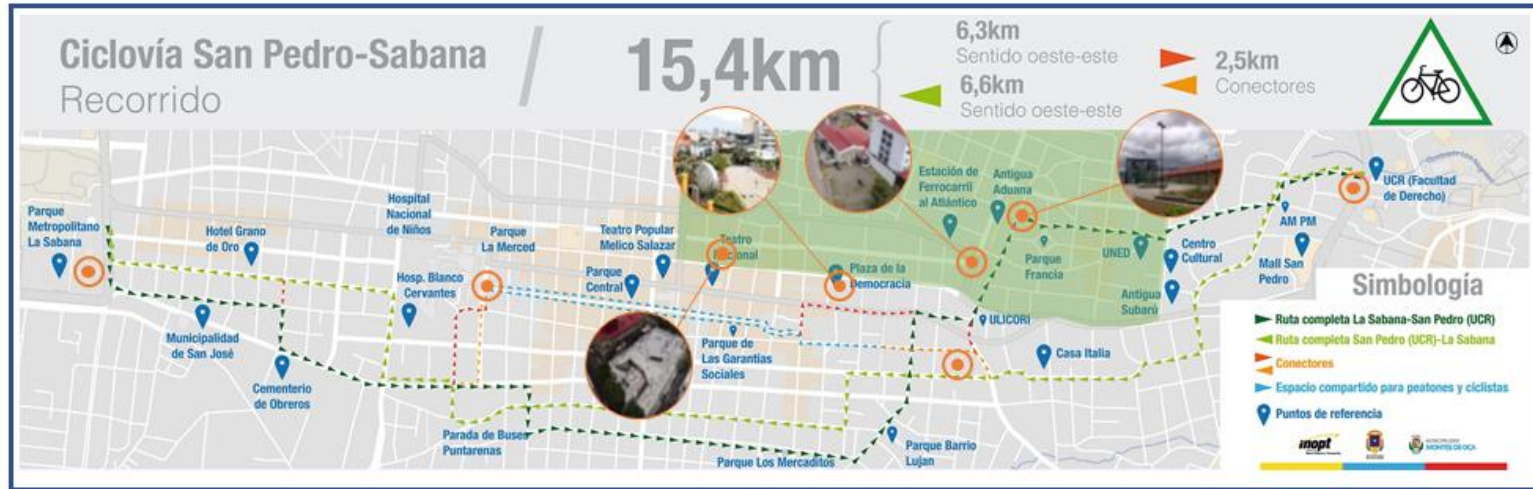 Ciclovía San Pedro-Sabana
Recorrido
15,4km
6,3km
Sentido oeste-este
6,6km
Sentido oeste-este
2,5km
Conectores
Parque
Metropolitano
La Sabana
Hotel Grano
de Oro
Hospital
Nacional
de Niños
Parque
La Merced
Hosp. Blanco
Cervantes
Municipalidad
de San José
Cementerio
de Obreros
Teatro Popular
Melico Salazar
Parque
Central
Teatro
Nacional
Plaza de la
Democracia
Parque de
Las Garantías
Sociales
Estación de
Ferrocarril
al Atlántico
Antigua
Aduana
Parque
Francia
UNED
Centro
Cultural
Antigua
Subarú
AM PM
Mall San
Pedro
UCR (Facultad
de Derecho)
ULICORI
Casa Italia
Parada de Buses
Puntarenas
Parque Los Mercaditos
Parque Barrio
Lujan
Simbología
Ruta completa La Sabana-San Pedro (UCR)
Ruta completa San Pedro (UCR)-La Sabana
Conectores
Espacio compartido para peatones y ciclistas
Puntos de referencia
MONTES DE OCA